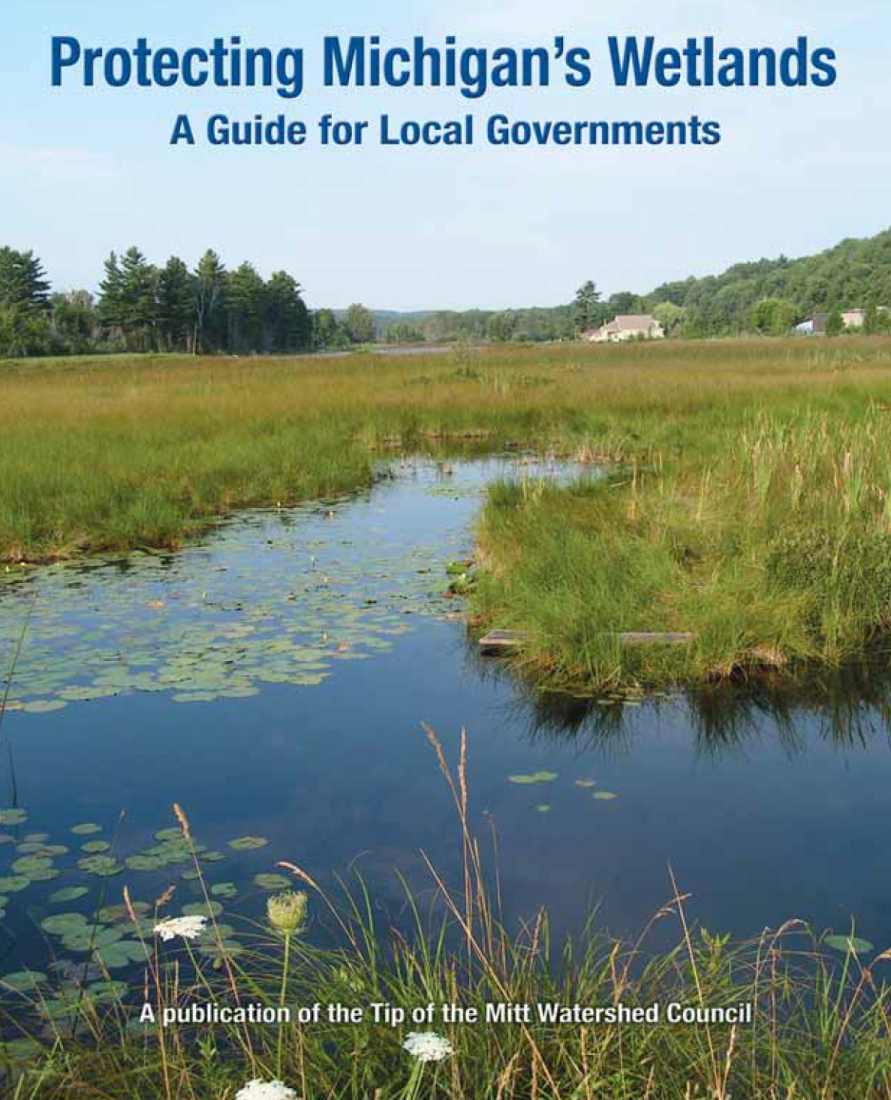 Protecting Michigan's Wetlands
A Guide for Local Governments
A publication of the Tip of the Mitt Watershed Council